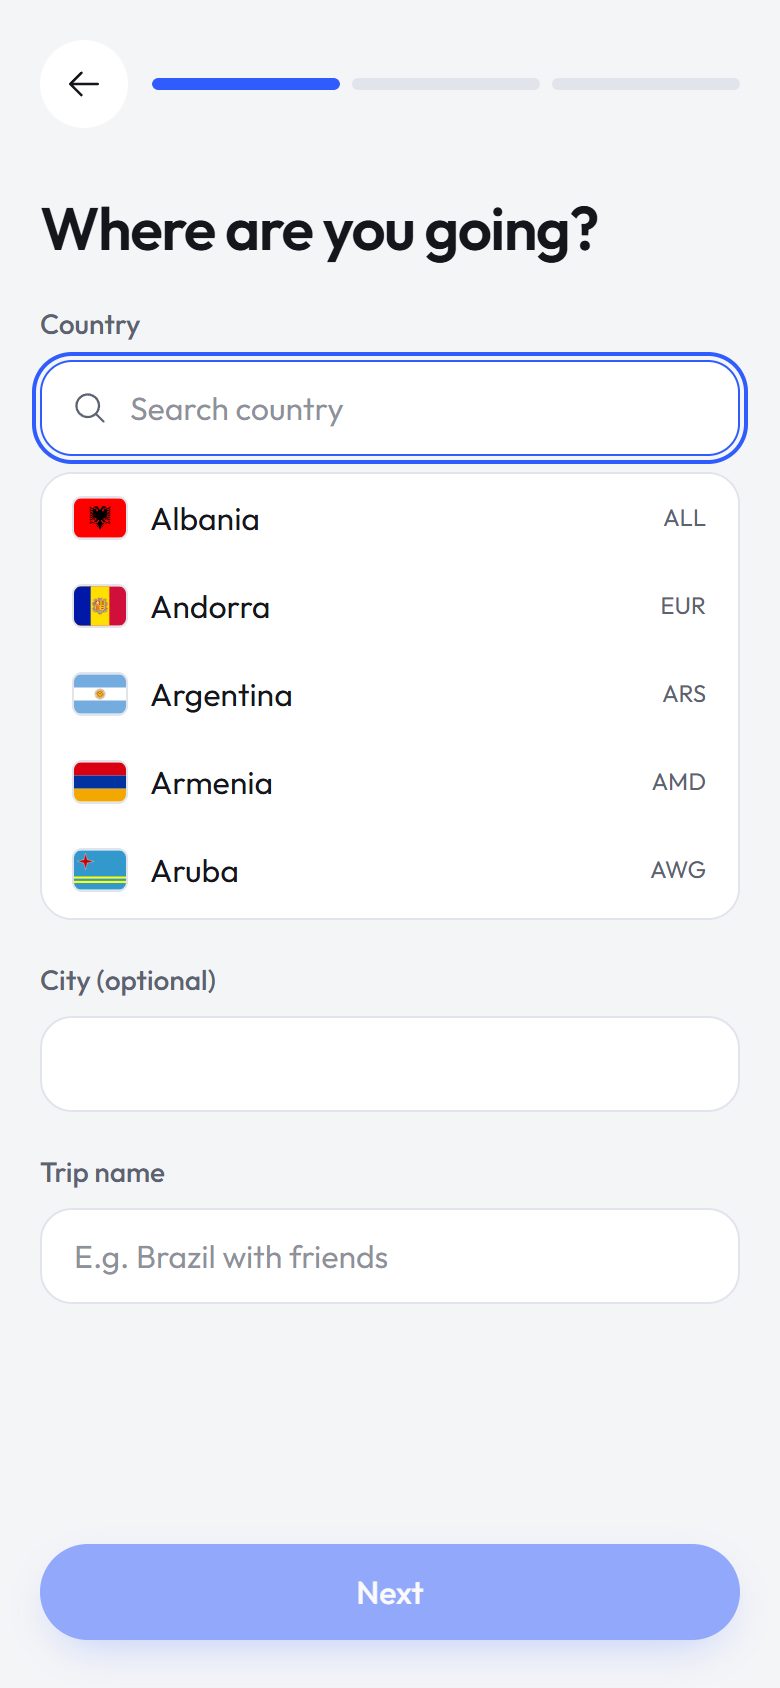 Where are you going?
Country
Search country
Albania ALL
Andorra EUR
Argentina ARS
Armenia AMD
Aruba AWG
City (optional)
Trip name
E.g. Brazil with friends
Next